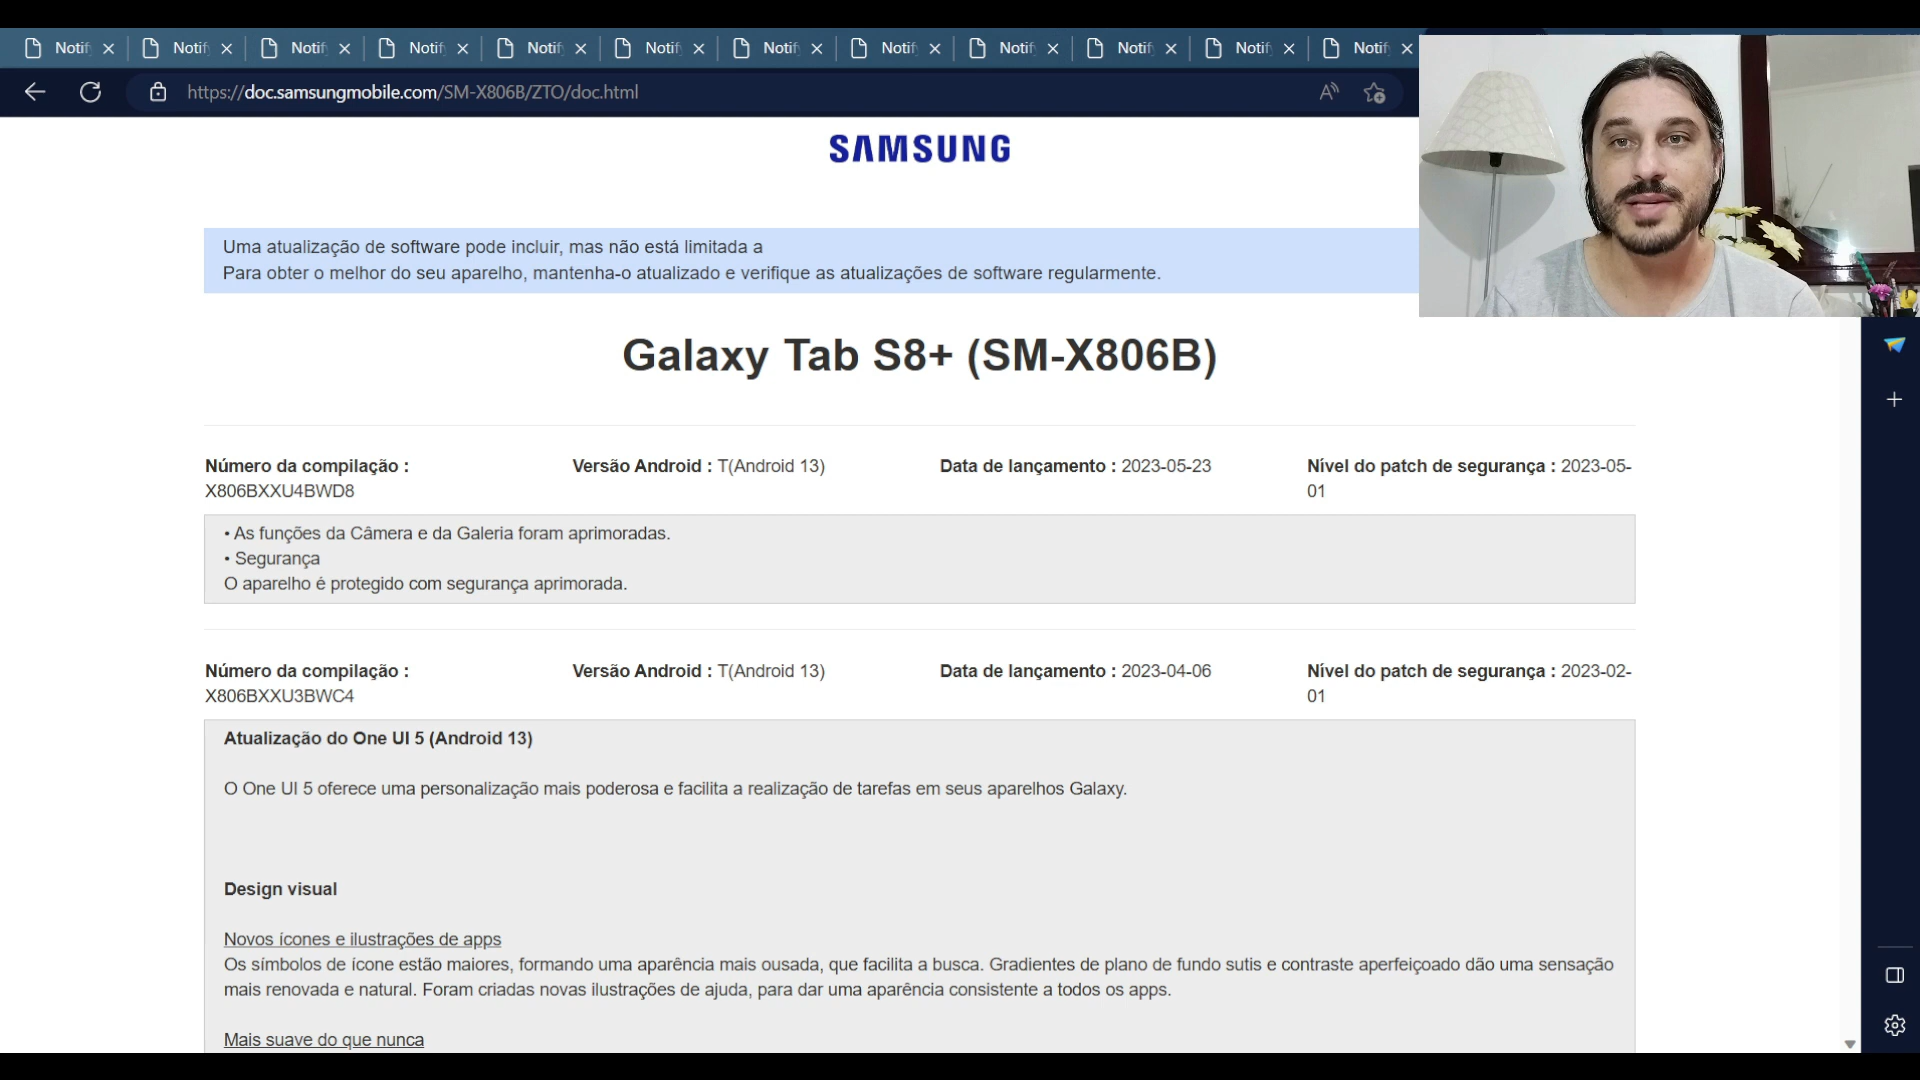 Notif Notif Notif Notif Notif Notif Notif Notif Notif Notif Notif Notif
https://doc.samsungmobile.com/SM-X806B/ZTO/doc.html
SAMSUNG
Uma atualização de software pode incluir, mas não está limitada a
Para obter o melhor do seu aparelho, mantenha-o atualizado e verifique as atualizações de software regularmente.
Galaxy Tab S8+ (SM-X806B)
Número da compilação : Versão Android : T(Android 13) Data de lançamento : 2023-05-23 Nível do patch de segurança : 2023-05-
X806BXXU4BWD8 01
• As funções da Câmera e da Galeria foram aprimoradas.
• Segurança
O aparelho é protegido com segurança aprimorada.
Número da compilação : Versão Android : T(Android 13) Data de lançamento : 2023-04-06 Nível do patch de segurança : 2023-02-
X806BXXU3BWC4 01
Atualização do One UI 5 (Android 13)
O One UI 5 oferece uma personalização mais poderosa e facilita a realização de tarefas em seus aparelhos Galaxy.
Design visual
Novos ícones e ilustrações de apps
Os símbolos de ícone estão maiores, formando uma aparência mais ousada, que facilita a busca. Gradientes de plano de fundo sutis e contraste aperfeiçoado dão uma sensação
mais renovada e natural. Foram criadas novas ilustrações de ajuda, para dar uma aparência consistente a todos os apps.
Mais suave do que nunca